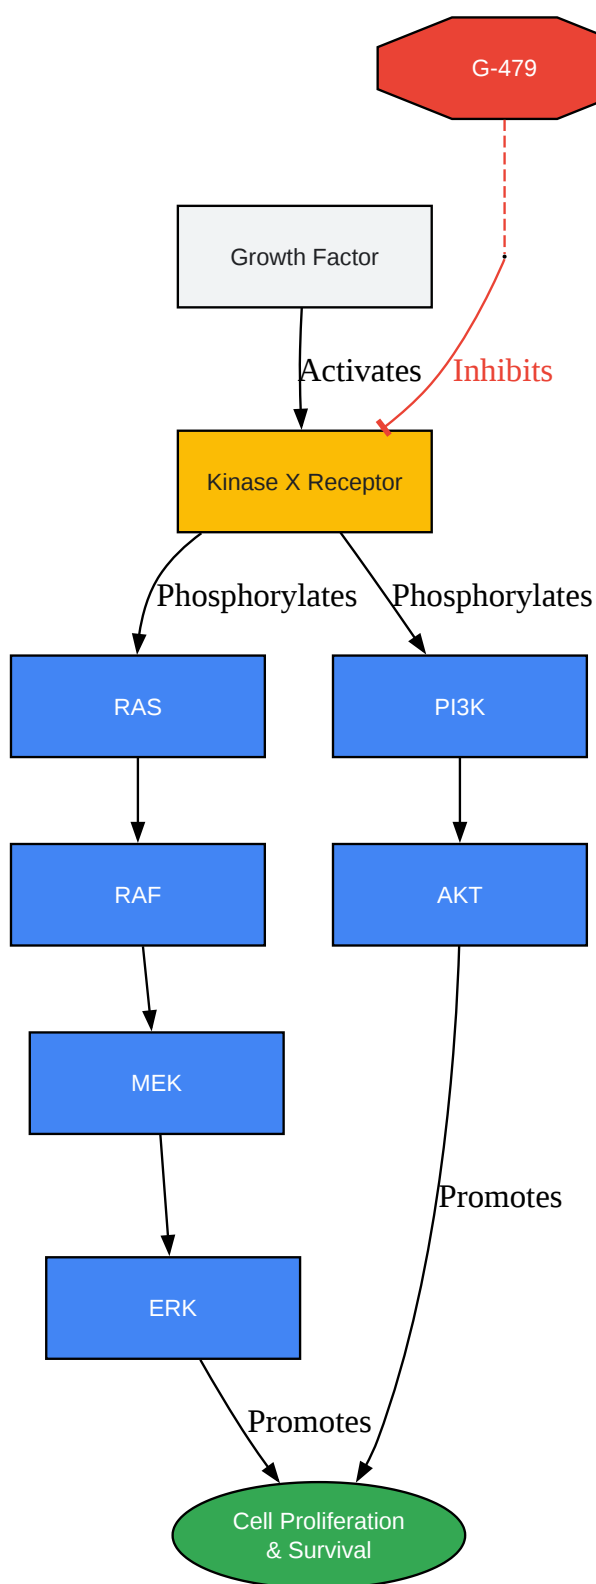 G-479
Growth Factor
Activates
Inhibits
Kinase X Receptor
Phosphorylates
Phosphorylates
RAS
PI3K
RAF
AKT
MEK
Promotes
ERK
Promotes
Cell Proliferation
& Survival